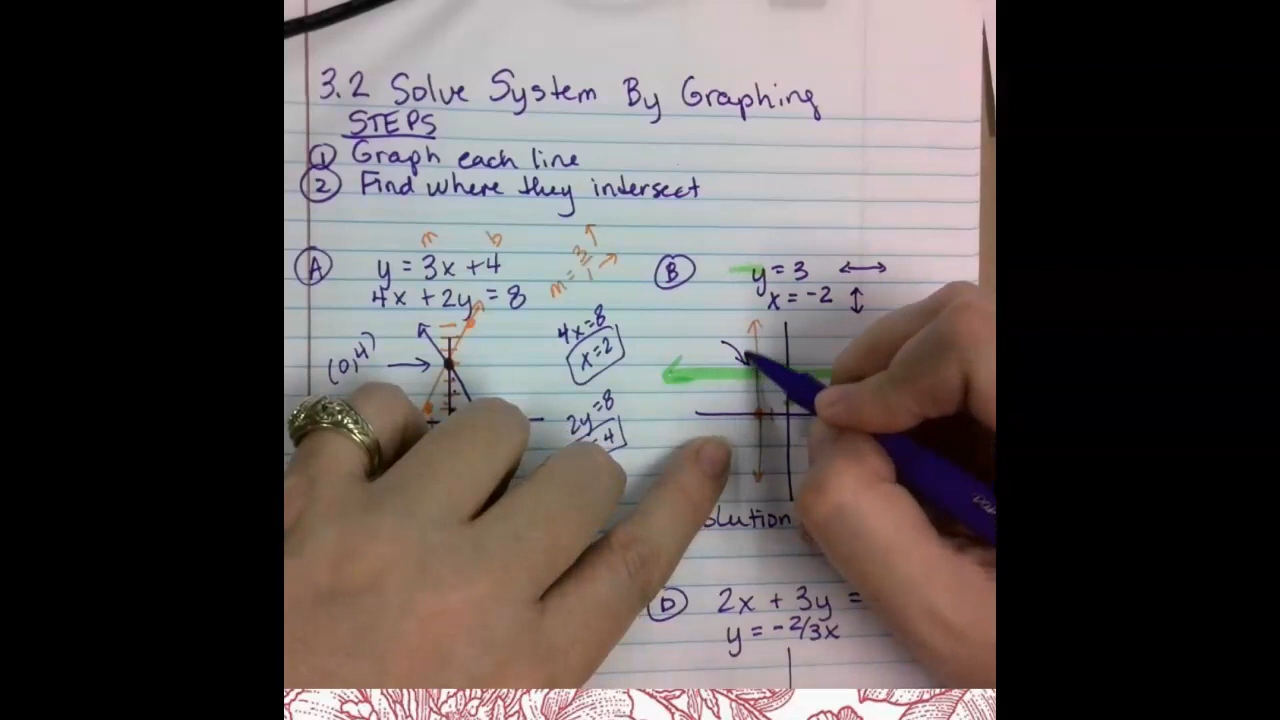 3.2 Solve System By Graphing
STEPS
① Graph each line
② Find where they intersect
m b
Ⓐ y = 3x + 4
4x + 2y = 8
m = 3/1
(0,4)
4x = 8
x = 2
2y = 8
= 4
Ⓑ y = 3
x = -2
olution
Ⓓ 2x + 3y =
y = -2/3x